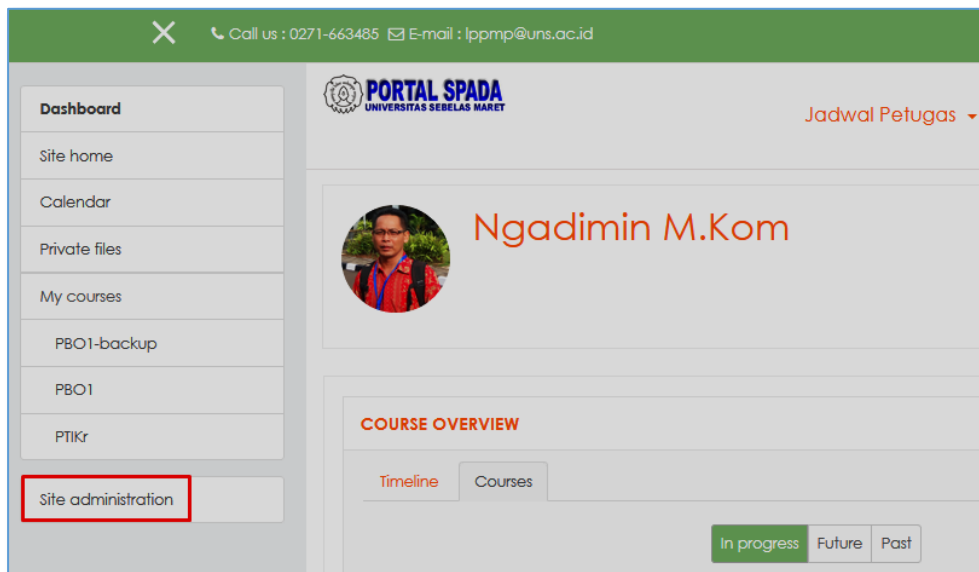 Call us : 0271-663485 E-mail : lppmp@uns.ac.id
Dashboard
Site home
Calendar
Private files
My courses
PBO1-backup
PBO1
PTIKr
Site administration
PORTAL SPADA
UNIVERSITAS SEBELAS MARET
Jadwal Petugas
Ngadimin M.Kom
COURSE OVERVIEW
Timeline Courses
In progress Future Past